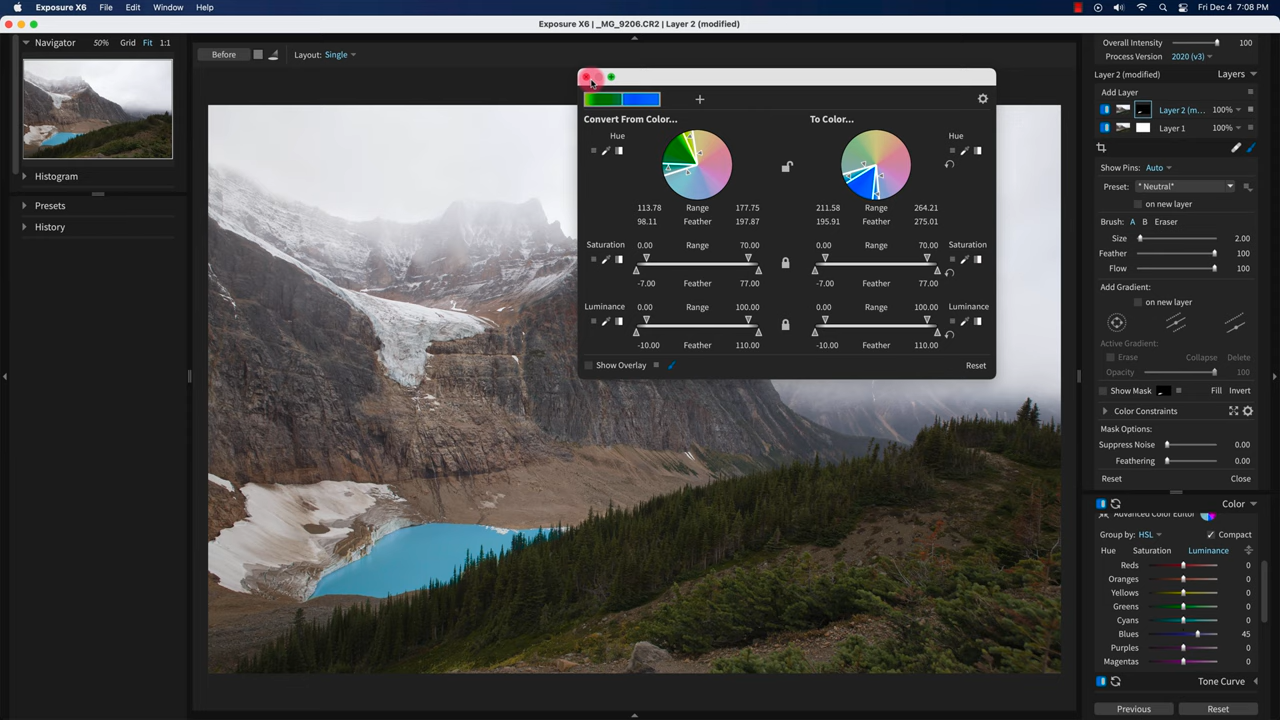 Exposure X6 File Edit Window Help Fri Dec 4 7:08 PM
Exposure X6 | _MG_9206.CR2 | Layer 2 (modified)
Navigator 50% Grid Fit 1:1
Histogram
Presets
History
Before Layout: Single
Convert From Color... To Color...
Hue Hue
113.78 Range 177.75 211.58 Range 264.21
98.11 Feather 197.87 195.91 Feather 275.01
Saturation 0.00 Range 70.00 0.00 Range 70.00 Saturation
-7.00 Feather 77.00 -7.00 Feather 77.00
Luminance 0.00 Range 100.00 0.00 Range 100.00 Luminance
-10.00 Feather 110.00 -10.00 Feather 110.00
Show Overlay Reset
Overall Intensity 100
Process Version 2020 (v3)
Layer 2 (modified) Layers
Add Layer
Layer 2 (m... 100%
Layer 1 100%
Show Pins: Auto
Preset: * Neutral*
on new layer
Brush: A B Eraser
Size 2.00
Feather 100
Flow 100
Add Gradient:
on new layer
Active Gradient:
Erase Collapse Delete
Opacity 100
Show Mask Fill Invert
Color Constraints
Mask Options:
Suppress Noise 0.00
Feathering 0.00
Reset Close
Color
Advanced Color Editor
Group by: HSL Compact
Hue Saturation Luminance
Reds 0
Oranges 0
Yellows 0
Greens 0
Cyans 0
Blues 45
Purples 0
Magentas 0
Tone Curve
Previous Reset